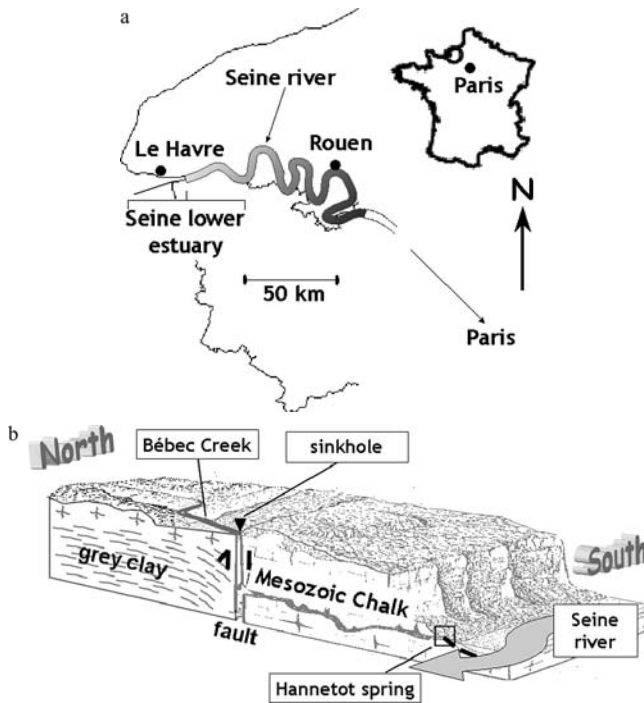 a
Seine river
Paris
Le Havre
Rouen
N
Seine lower
estuary
50 km
Paris
b
North
Bébec Creek
sinkhole
grey clay
Mesozoic Chalk
South
fault
Seine
river
Hannetot spring